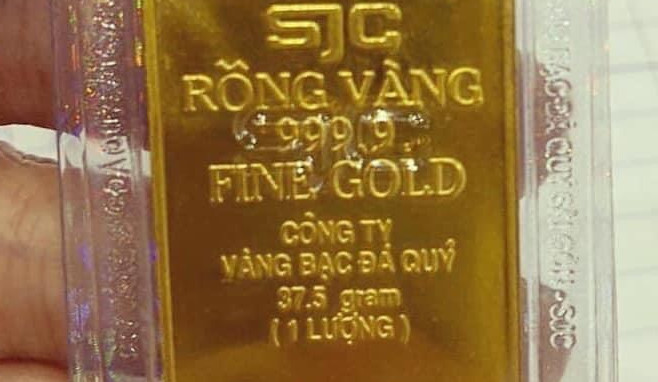 SJC
RỒNG VÀNG
999.9
FINE GOLD
CÔNG TY
VÀNG BẠC ĐÁ QUÝ
37.5 gram
( 1 LƯỢNG )